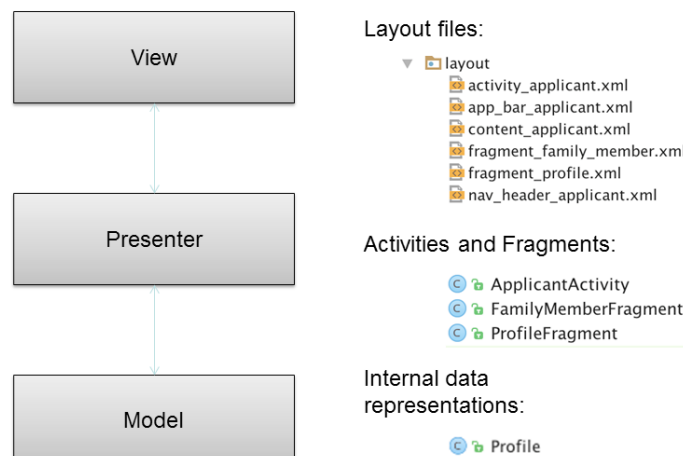 View
Presenter
Model
Layout files:
layout
activity_applicant.xml
app_bar_applicant.xml
content_applicant.xml
fragment_family_member.xml
fragment_profile.xml
nav_header_applicant.xml
Activities and Fragments:
ApplicantActivity
FamilyMemberFragment
ProfileFragment
Internal data
representations:
Profile